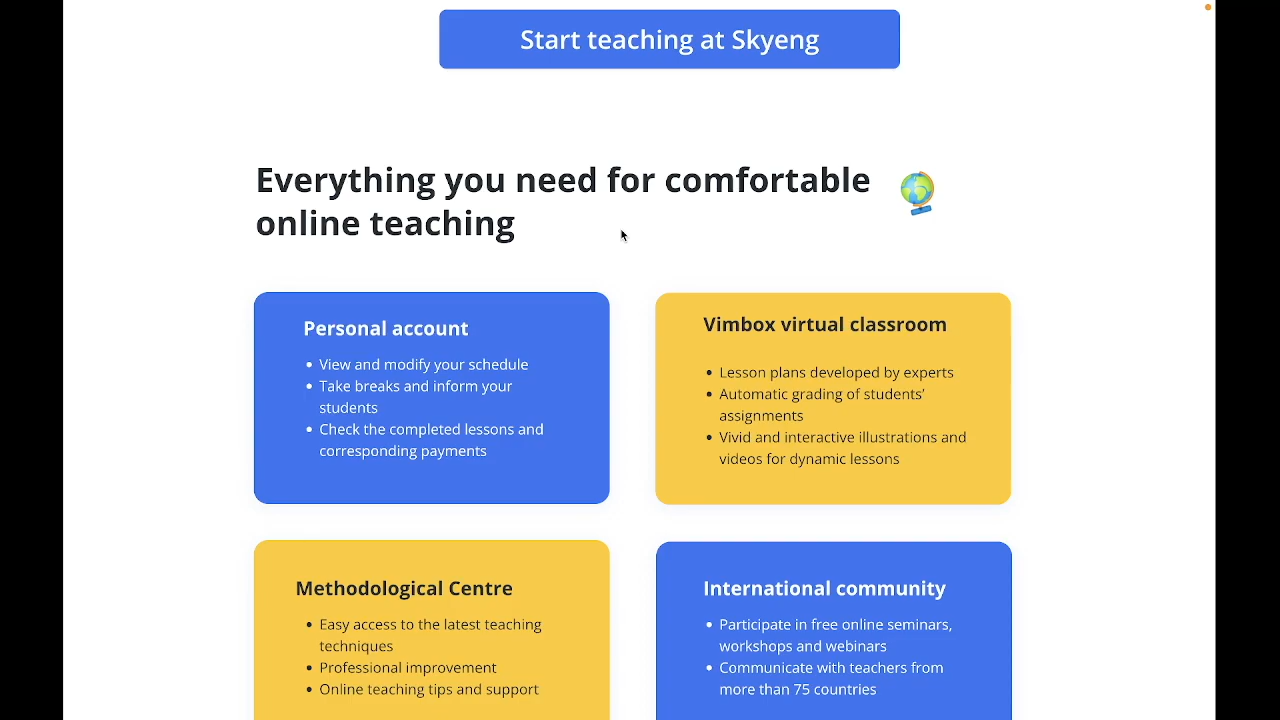 Start teaching at Skyeng
Everything you need for comfortable
online teaching
Personal account
• View and modify your schedule
• Take breaks and inform your
students
• Check the completed lessons and
corresponding payments
Vimbox virtual classroom
• Lesson plans developed by experts
• Automatic grading of students’
assignments
• Vivid and interactive illustrations and
videos for dynamic lessons
Methodological Centre
• Easy access to the latest teaching
techniques
• Professional improvement
• Online teaching tips and support
International community
• Participate in free online seminars,
workshops and webinars
• Communicate with teachers from
more than 75 countries